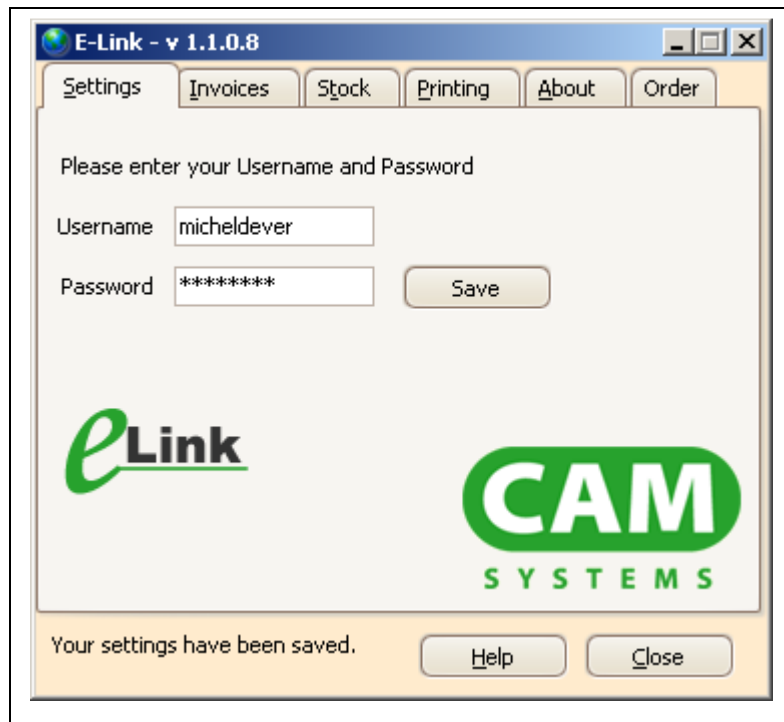 E-Link - v 1.1.0.8
Settings Invoices Stock Printing About Order
Please enter your Username and Password
Username micheldever
Password ********
Save
eLink
CAM
SYSTEMS
Your settings have been saved.
Help Close